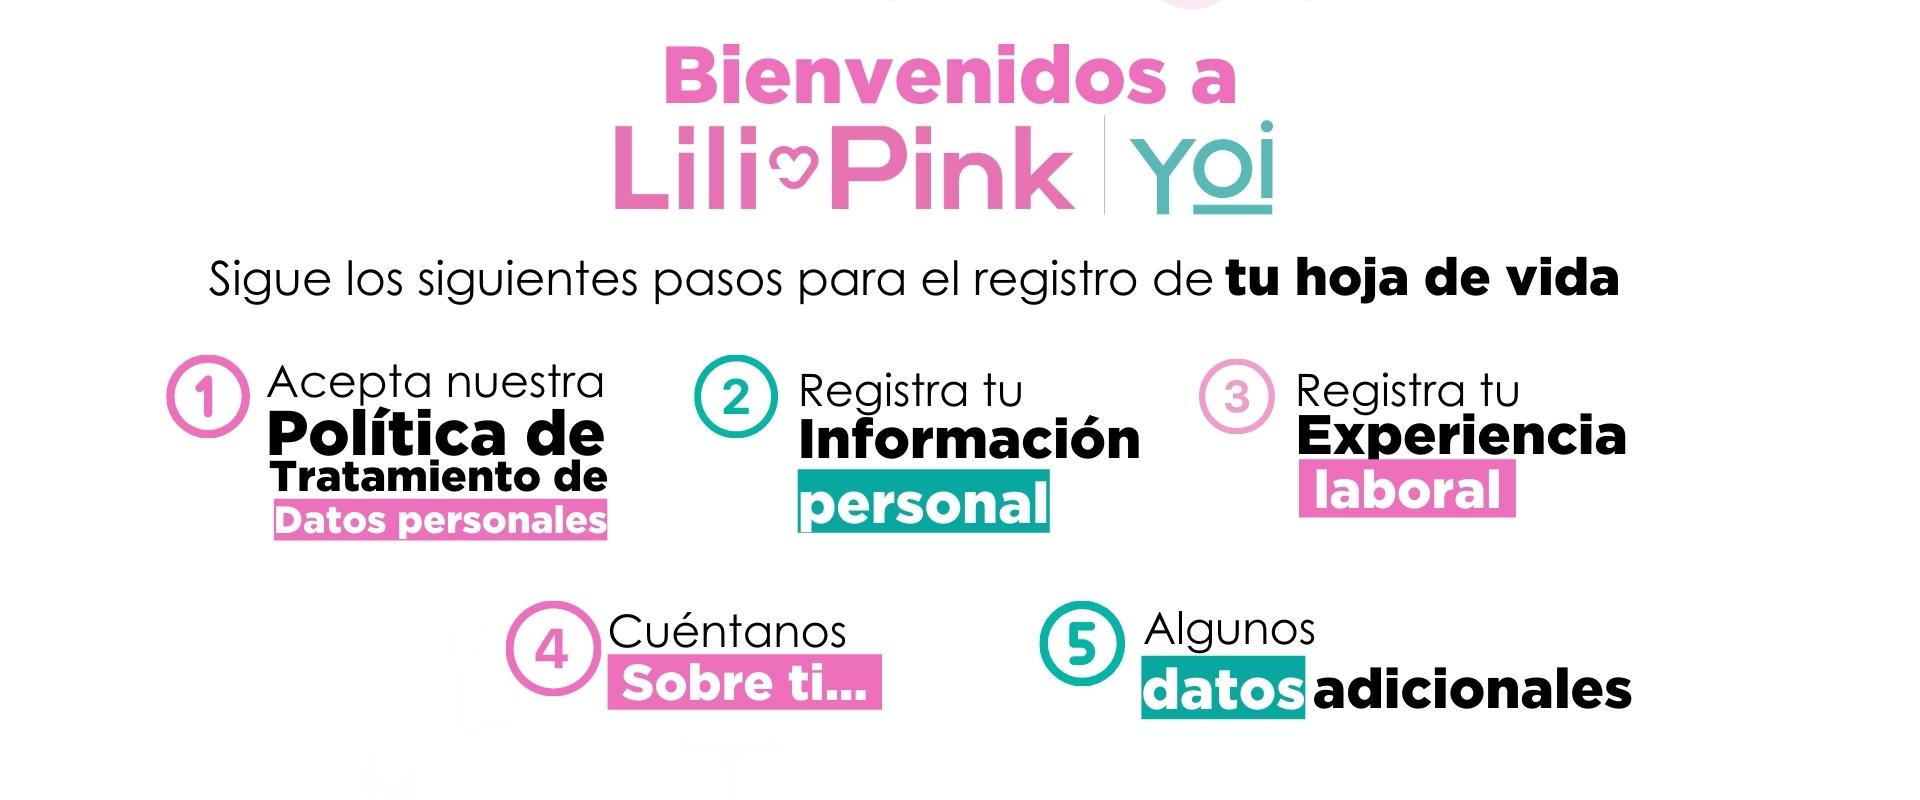 Bienvenidos a
Lili Pink | Yoi
Sigue los siguientes pasos para el registro de tu hoja de vida
1 Acepta nuestra
Política de
Tratamiento de
Datos personales
2 Registra tu
Información
personal
3 Registra tu
Experiencia
laboral
4 Cuéntanos
Sobre ti...
5 Algunos
datos adicionales